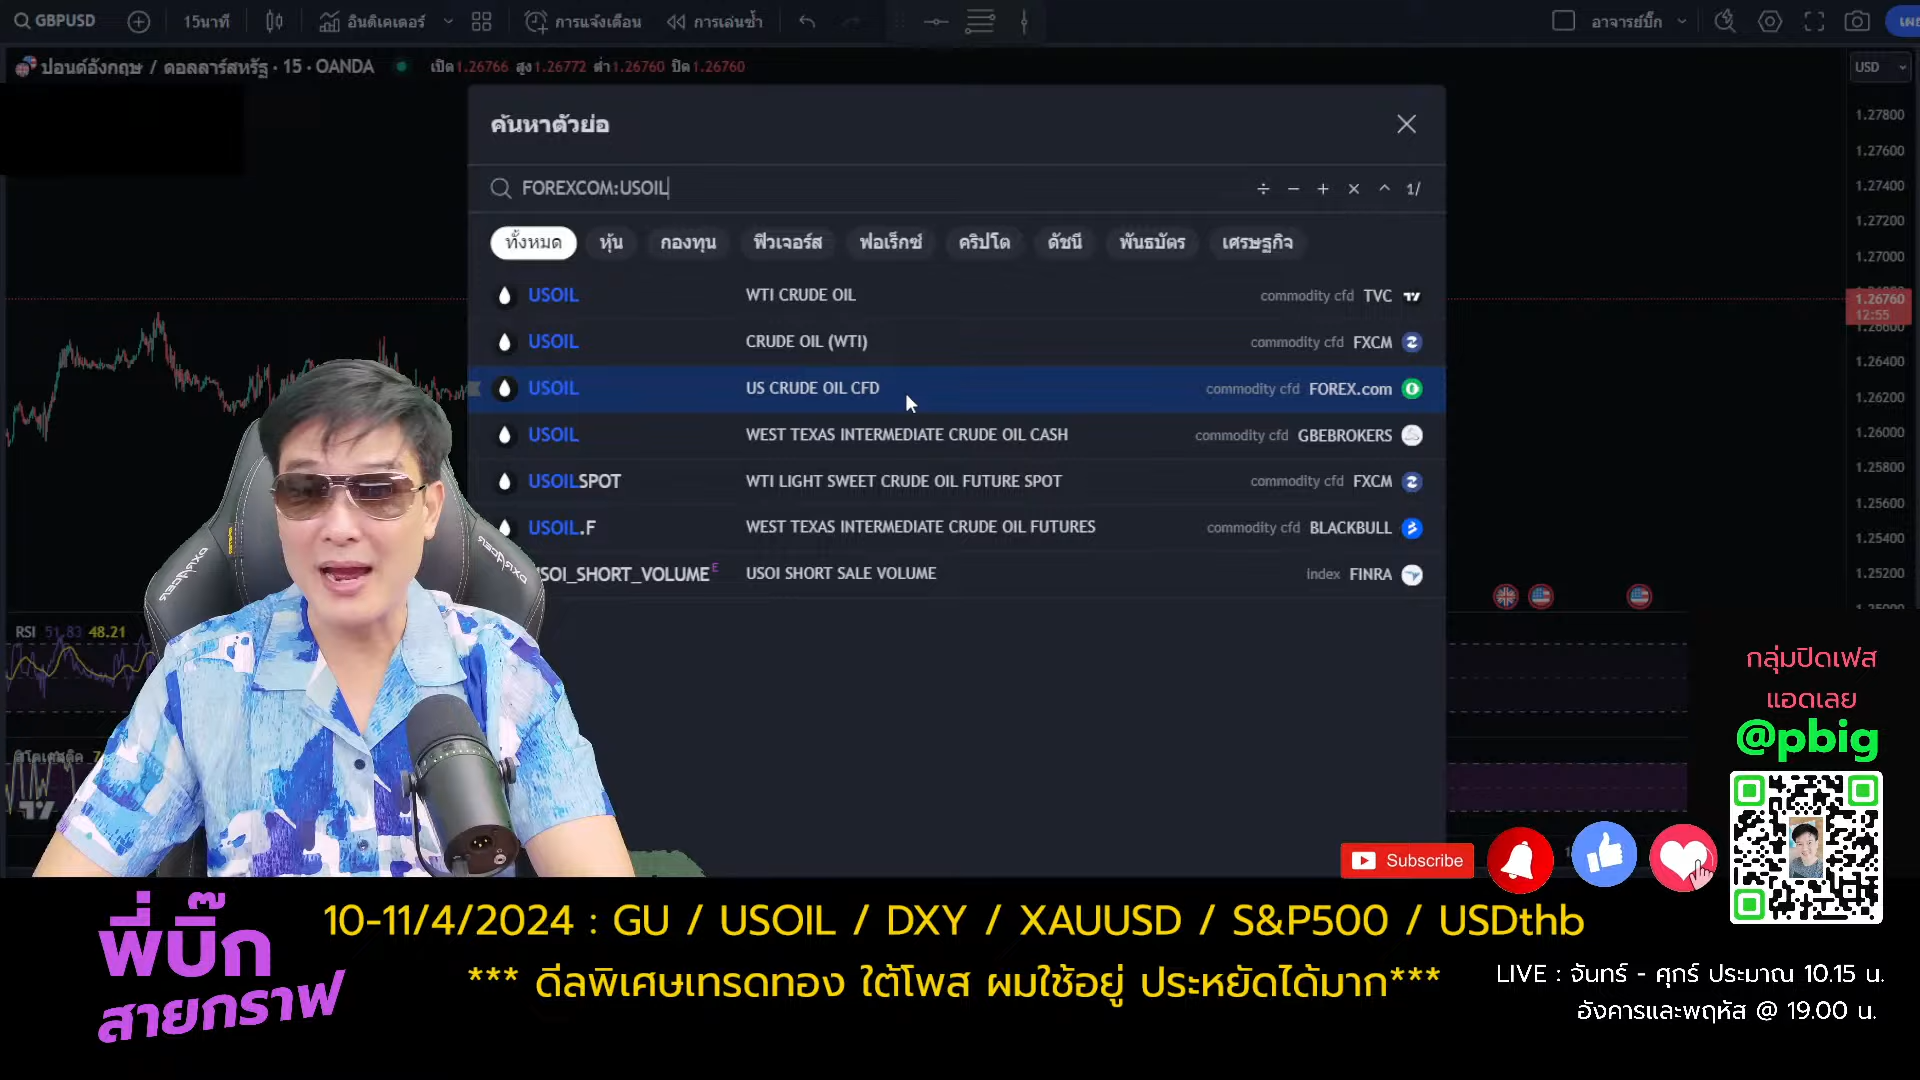 GBPUSD 15นาที อินดิเคเตอร์ การแจ้งเตือน การเล่นซ้ำ อาจารย์บิ๊ก
ปอนด์อังกฤษ / ดอลลาร์สหรัฐ · 15 · OANDA เปิด1.26766 สูง1.26772 ต่ำ1.26760 ปิด1.26760
USD
ค้นหาตัวย่อ
FOREXCOM:USOIL ÷ − + × ^ 1/
ทั้งหมด หุ้น กองทุน ฟิวเจอร์ส ฟอเร็กซ์ คริปโต ดัชนี พันธบัตร เศรษฐกิจ
USOIL WTI CRUDE OIL commodity cfd TVC
USOIL CRUDE OIL (WTI) commodity cfd FXCM
USOIL US CRUDE OIL CFD commodity cfd FOREX.com
USOIL WEST TEXAS INTERMEDIATE CRUDE OIL CASH commodity cfd GBEBROKERS
USOILSPOT WTI LIGHT SWEET CRUDE OIL FUTURE SPOT commodity cfd FXCM
USOIL.F WEST TEXAS INTERMEDIATE CRUDE OIL FUTURES commodity cfd BLACKBULL
USOI_SHORT_VOLUME E USOI SHORT SALE VOLUME index FINRA
1.27800
1.27600
1.27400
1.27200
1.27000
1.26760
12:55
1.26600
1.26400
1.26200
1.26000
1.25800
1.25600
1.25400
1.25200
1.25000
RSI 51.83 48.21
DXRACER
DXRACER
กลุ่มปิดเฟส
แอดเลย
@pbig
Subscribe
พี่บิ๊ก
สายกราฟ
10-11/4/2024 : GU / USOIL / DXY / XAUUSD / S&P500 / USDthb
*** ดีลพิเศษเทรดทอง ใต้โพส ผมใช้อยู่ ประหยัดได้มาก***
LIVE : จันทร์ - ศุกร์ ประมาณ 10.15 น.
อังคารและพฤหัส @ 19.00 น.